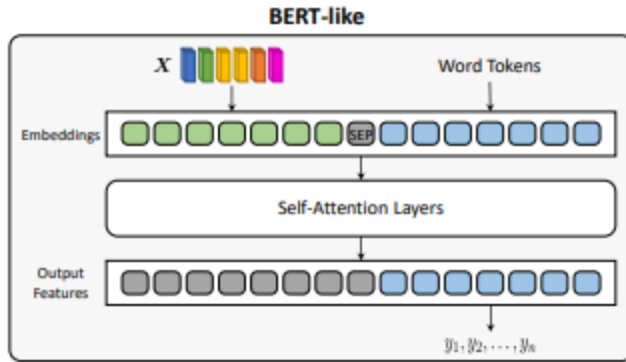 BERT-like
X
Word Tokens
Embeddings
SEP
Self-Attention Layers
Output
Features
y₁, y₂, . . . , yₙ